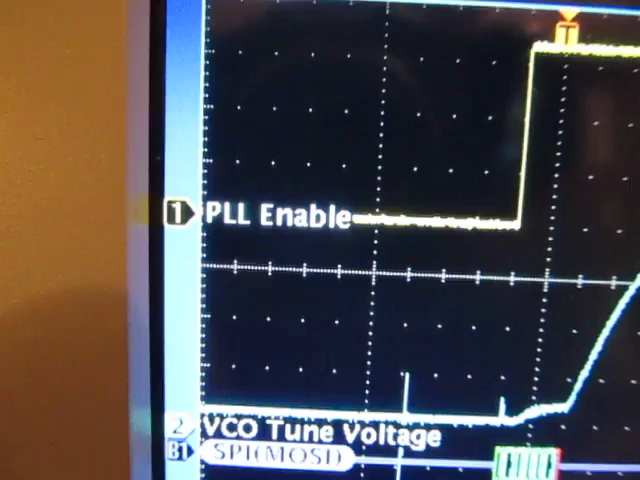 T
1 PLL Enable
2
VCO Tune Voltage
B1 SPI(MOSI)